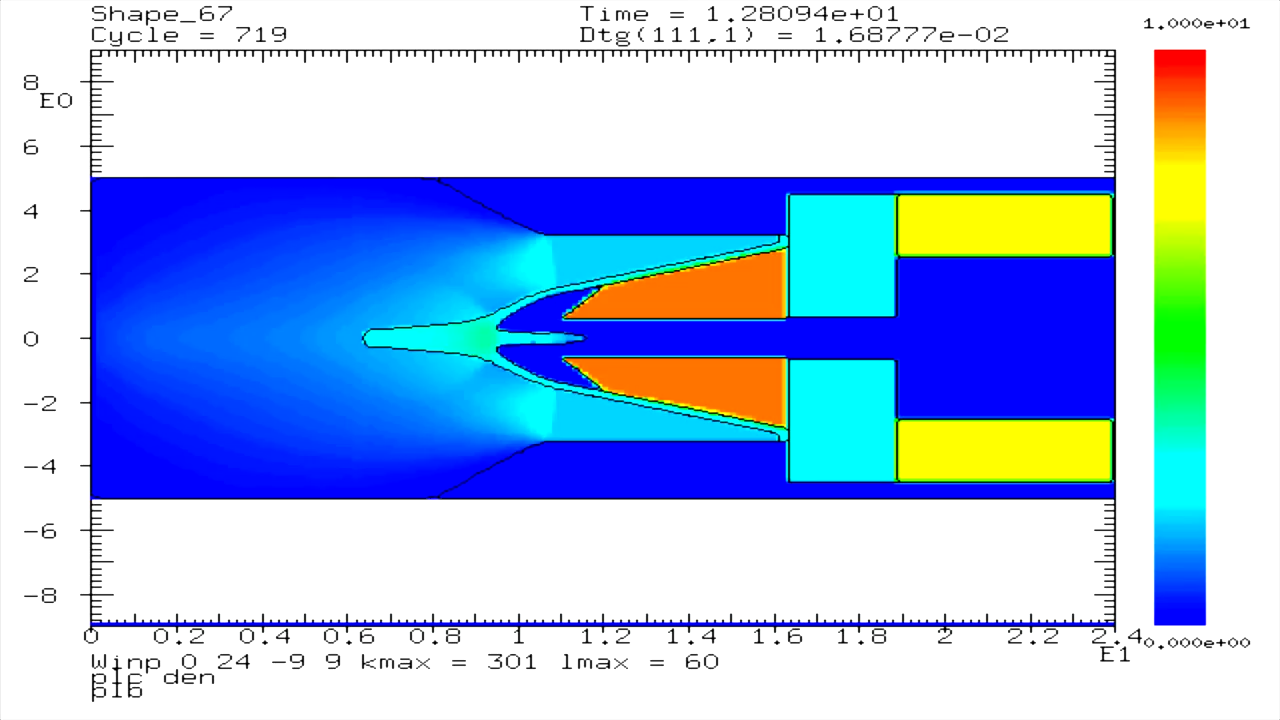 Shape_67 Time = 1.28094e+01
Cycle = 719 Dtg(111,1) = 1.68777e-02
1.000e+01
8
E0
6
4
2
0
-2
-4
-6
-8
0 0.2 0.4 0.6 0.8 1 1.2 1.4 1.6 1.8 2 2.2 2.4
0.000e+00
E1
Winp 0 24 -9 9 kmax = 301 lmax = 60
plc den
plb